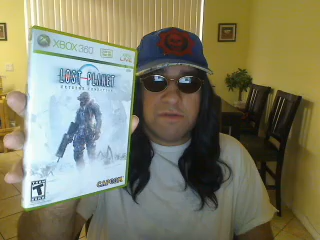 XBOX 360
LOST PLANET
EXTREME CONDITION
T
CAPCOM